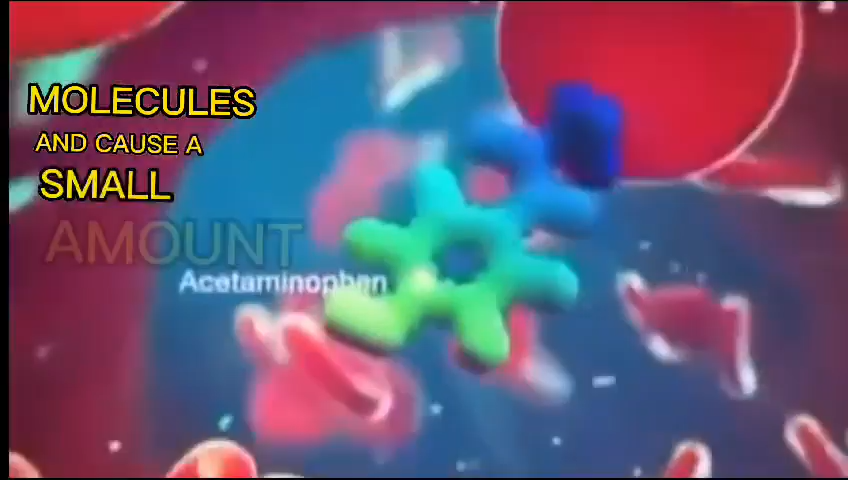 MOLECULES
AND CAUSE A
SMALL
AMOUNT
Acetaminophen